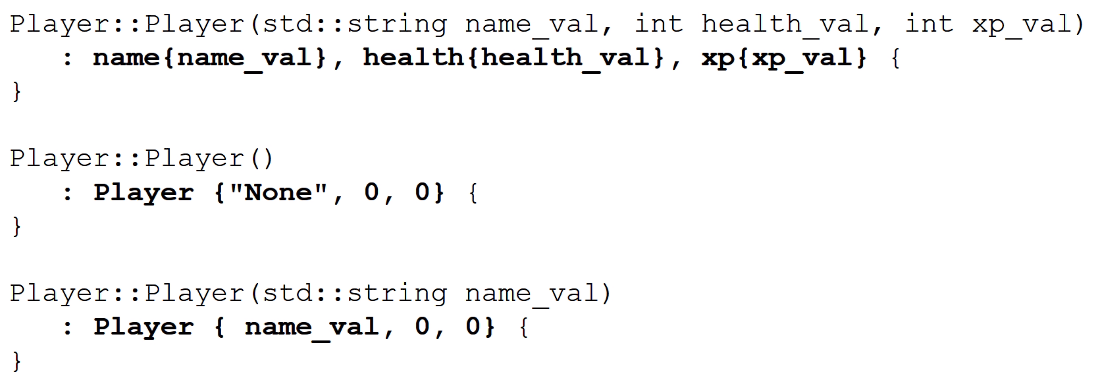 Player::Player(std::string name_val, int health_val, int xp_val)
: name{name_val}, health{health_val}, xp{xp_val} {
}
Player::Player()
: Player {"None", 0, 0} {
}
Player::Player(std::string name_val)
: Player { name_val, 0, 0} {
}